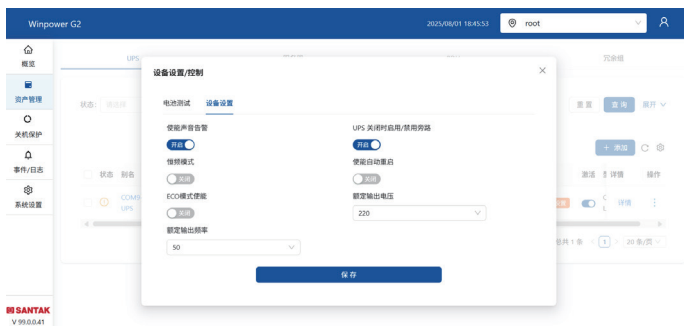 Winpower G2
2025/08/01 18:45:53
root
概览
资产管理
关机保护
事件/日志
系统设置
SANTAK
V 99.0.0.41
UPS
冗余组
状态:
重置
查询
展开
+ 添加
状态 别名
激活
详情 操作
COM3-
UPS
详情
总共 1 条
1
20 条/页
设备设置/控制
电池测试 设备设置
使能声音告警
UPS 关闭时启用/禁用旁路
开启
开启
恒频模式
使能自动重启
关闭
关闭
ECO模式使能
额定输出电压
关闭
220
额定输出频率
50
保存